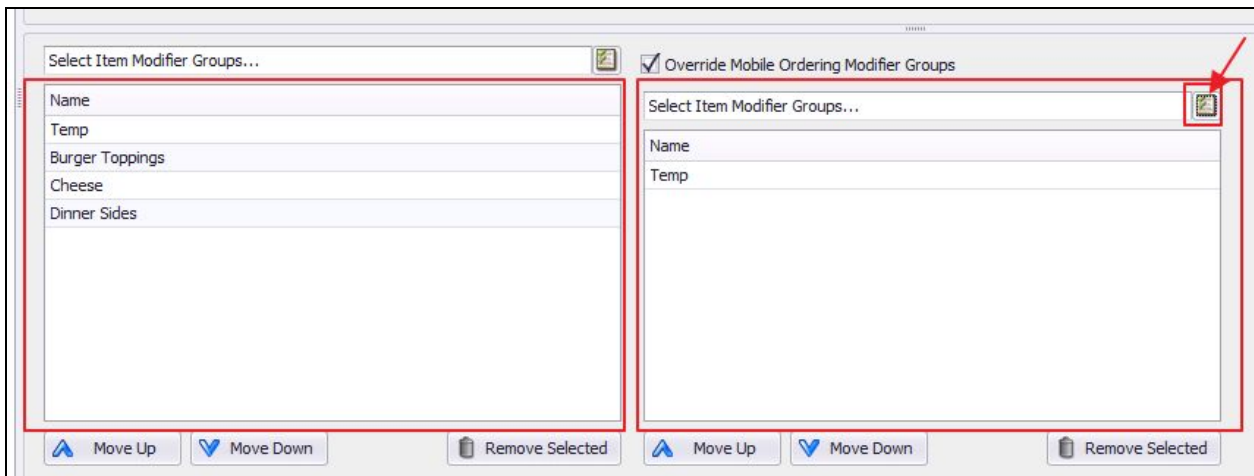 Select Item Modifier Groups...
Name
Temp
Burger Toppings
Cheese
Dinner Sides
Move Up Move Down Remove Selected
Override Mobile Ordering Modifier Groups
Select Item Modifier Groups...
Name
Temp
Move Up Move Down Remove Selected